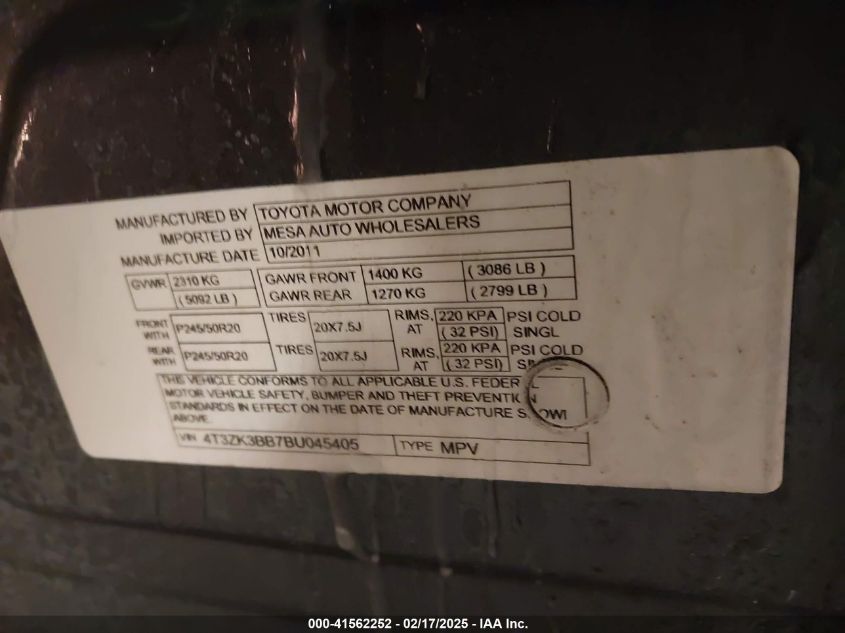 MANUFACTURED BY TOYOTA MOTOR COMPANY
IMPORTED BY MESA AUTO WHOLESALERS
MANUFACTURE DATE 10/2011
GVWR 2310 KG GAWR FRONT 1400 KG ( 3086 LB )
( 5092 LB ) GAWR REAR 1270 KG ( 2799 LB )
FRONT WITH P245/50R20 TIRES 20X7.5J RIMS, AT 220 KPA ( 32 PSI) PSI COLD SINGL
REAR WITH P245/50R20 TIRES 20X7.5J RIMS, AT 220 KPA ( 32 PSI) PSI COLD
THIS VEHICLE CONFORMS TO ALL APPLICABLE U.S. FEDER L
MOTOR VEHICLE SAFETY, BUMPER AND THEFT PREVENTION
STANDARDS IN EFFECT ON THE DATE OF MANUFACTURE S OWI
ABOVE.
VIN 4T3ZK3BB7BU045405 TYPE MPV
000-41562252 - 02/17/2025 - IAA Inc.